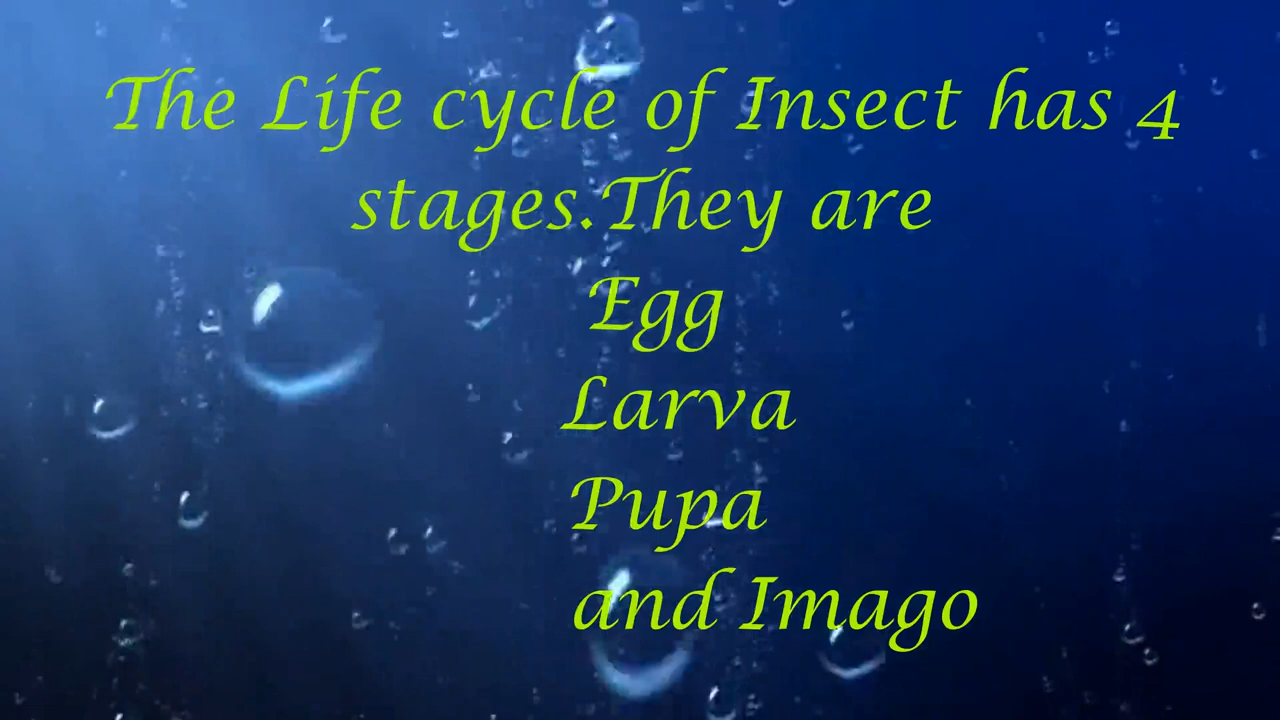 The Life cycle of Insect has 4
stages.They are
Egg
Larva
Pupa
and Imago